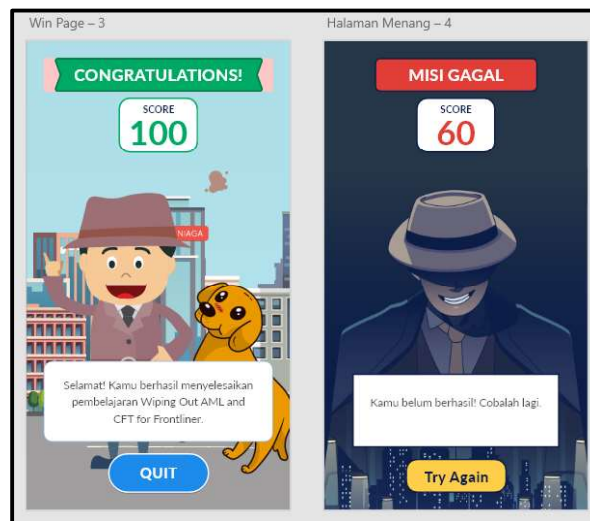 Win Page – 3
CONGRATULATIONS!
SCORE
100
NIAGA
Selamat! Kamu berhasil menyelesaikan
pembelajaran Wiping Out AML and
CFT for Frontliner.
QUIT
Halaman Menang – 4
MISI GAGAL
SCORE
60
Kamu belum berhasil! Cobalah lagi.
Try Again